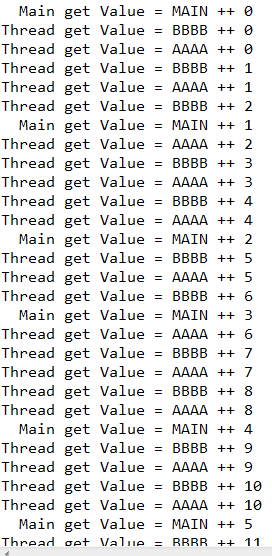 Main get Value = MAIN ++ 0
Thread get Value = BBBB ++ 0
Thread get Value = AAAA ++ 0
Thread get Value = BBBB ++ 1
Thread get Value = AAAA ++ 1
Thread get Value = BBBB ++ 2
Main get Value = MAIN ++ 1
Thread get Value = AAAA ++ 2
Thread get Value = BBBB ++ 3
Thread get Value = AAAA ++ 3
Thread get Value = BBBB ++ 4
Thread get Value = AAAA ++ 4
Main get Value = MAIN ++ 2
Thread get Value = BBBB ++ 5
Thread get Value = AAAA ++ 5
Thread get Value = BBBB ++ 6
Main get Value = MAIN ++ 3
Thread get Value = AAAA ++ 6
Thread get Value = BBBB ++ 7
Thread get Value = AAAA ++ 7
Thread get Value = BBBB ++ 8
Thread get Value = AAAA ++ 8
Main get Value = MAIN ++ 4
Thread get Value = BBBB ++ 9
Thread get Value = AAAA ++ 9
Thread get Value = BBBB ++ 10
Thread get Value = AAAA ++ 10
Main get Value = MAIN ++ 5
Thread get Value = BBBB ++ 11